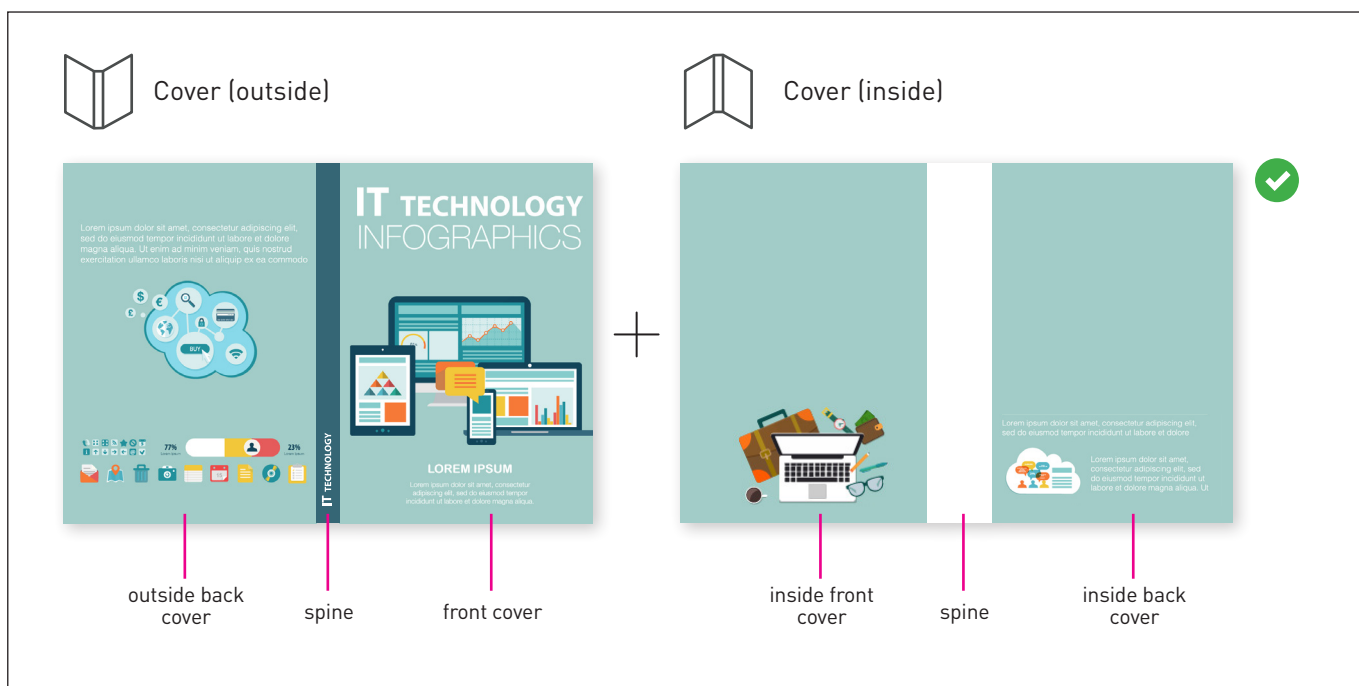 Cover (outside)
Cover (inside)
Lorem ipsum dolor sit amet, consectetur adipiscing elit,
sed do eiusmod tempor incididunt ut labore et dolore
magna aliqua. Ut enim ad minim veniam, quis nostrud
exercitation ullamco laboris nisi ut aliquip ex ea commodo
$
€
£
BUY
77%
23%
IT TECHNOLOGY
IT TECHNOLOGY
INFOGRAPHICS
LOREM IPSUM
Lorem ipsum dolor sit amet, consectetur
adipiscing elit, sed do eiusmod tempor
incididunt ut labore et dolore magna aliqua.
Lorem ipsum dolor sit amet, consectetur adipiscing elit,
sed do eiusmod tempor incididunt ut labore et dolore
Lorem ipsum dolor sit amet,
consectetur adipiscing elit, sed do
eiusmod tempor incididunt ut
labore et dolore magna aliqua. Ut
outside back
cover
spine
front cover
inside front
cover
spine
inside back
cover